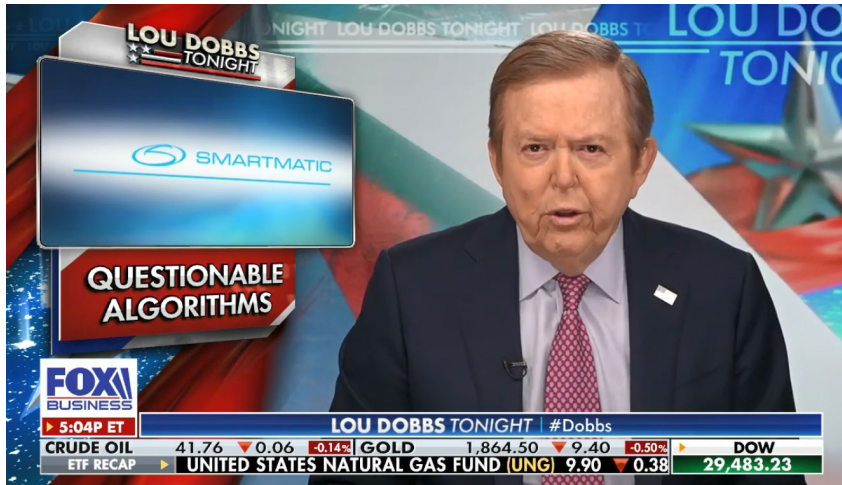 NIGHT LOU DOBBS TONIGHT LOU DOBBS T
LOU DO
TONIG
LOU DOBBS
TONIGHT
SMARTMATIC
QUESTIONABLE
ALGORITHMS
FOX
BUSINESS
5:04P ET
LOU DOBBS TONIGHT | #Dobbs
CRUDE OIL 41.76 ▼0.06 -0.14% GOLD 1,864.50 ▼9.40 -0.50% DOW
ETF RECAP UNITED STATES NATURAL GAS FUND (UNG) 9.90 ▼0.38 29,483.23